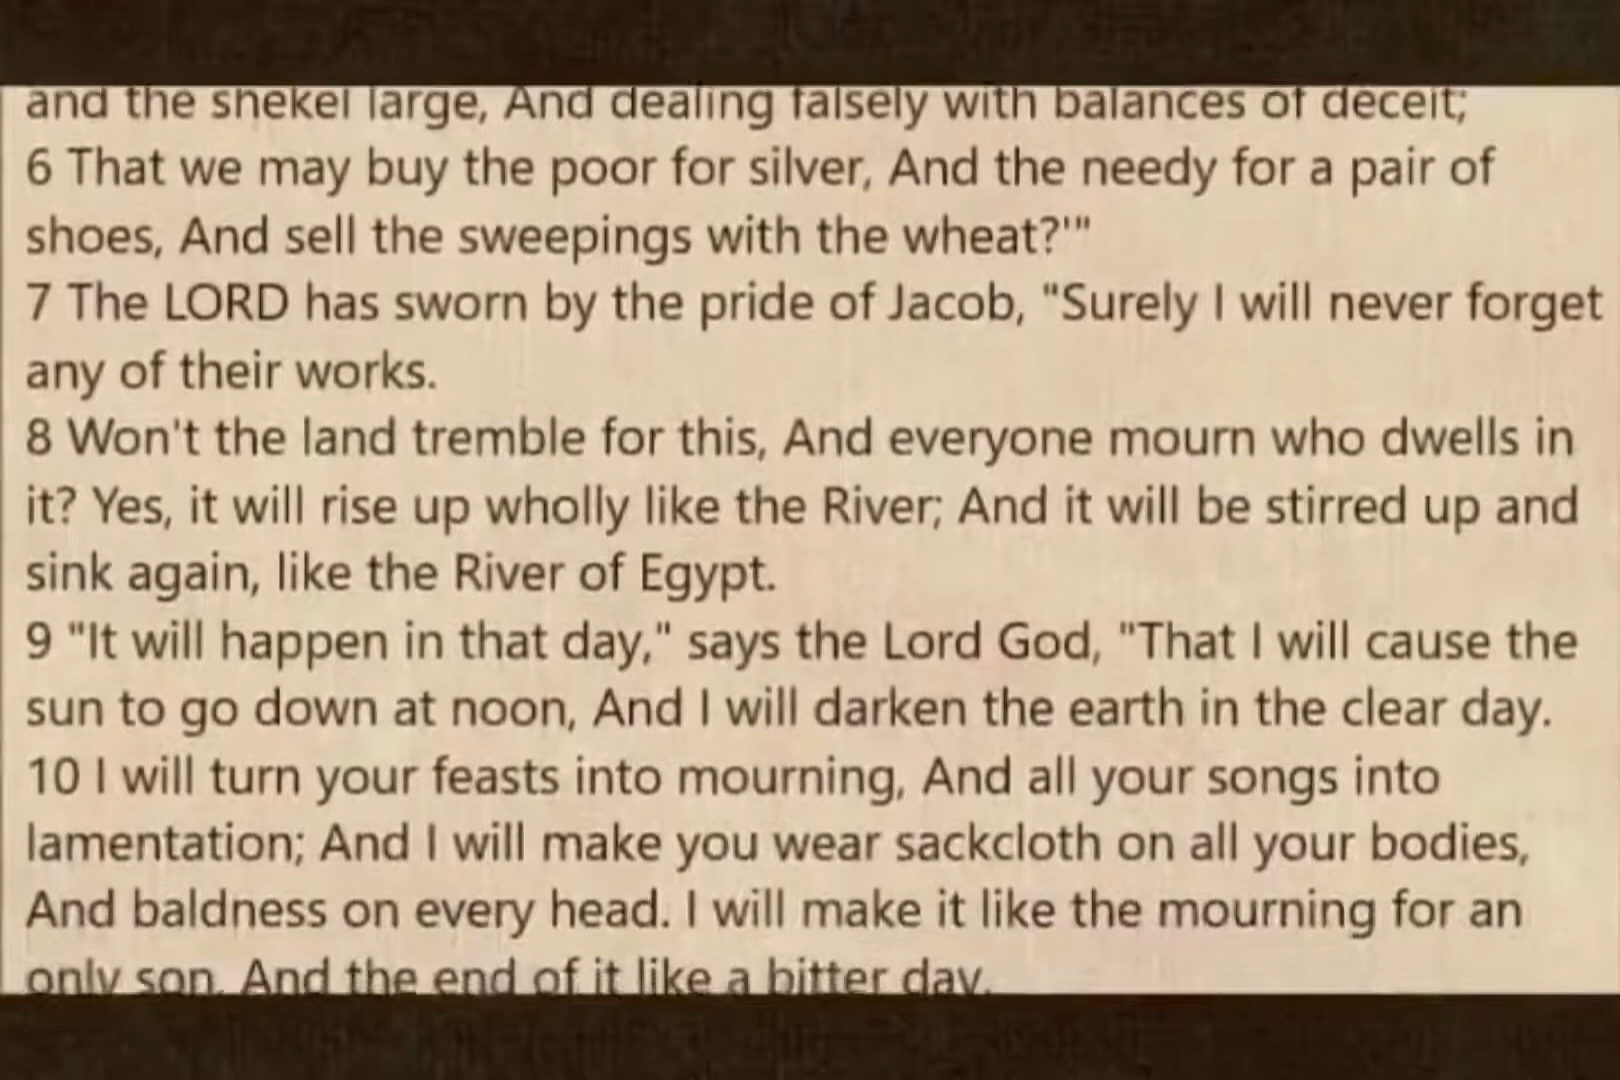 and the shekel large, And dealing falsely with balances of deceit;
6 That we may buy the poor for silver, And the needy for a pair of
shoes, And sell the sweepings with the wheat?'"
7 The LORD has sworn by the pride of Jacob, "Surely I will never forget
any of their works.
8 Won't the land tremble for this, And everyone mourn who dwells in
it? Yes, it will rise up wholly like the River; And it will be stirred up and
sink again, like the River of Egypt.
9 "It will happen in that day," says the Lord God, "That I will cause the
sun to go down at noon, And I will darken the earth in the clear day.
10 I will turn your feasts into mourning, And all your songs into
lamentation; And I will make you wear sackcloth on all your bodies,
And baldness on every head. I will make it like the mourning for an
only son, And the end of it like a bitter day.